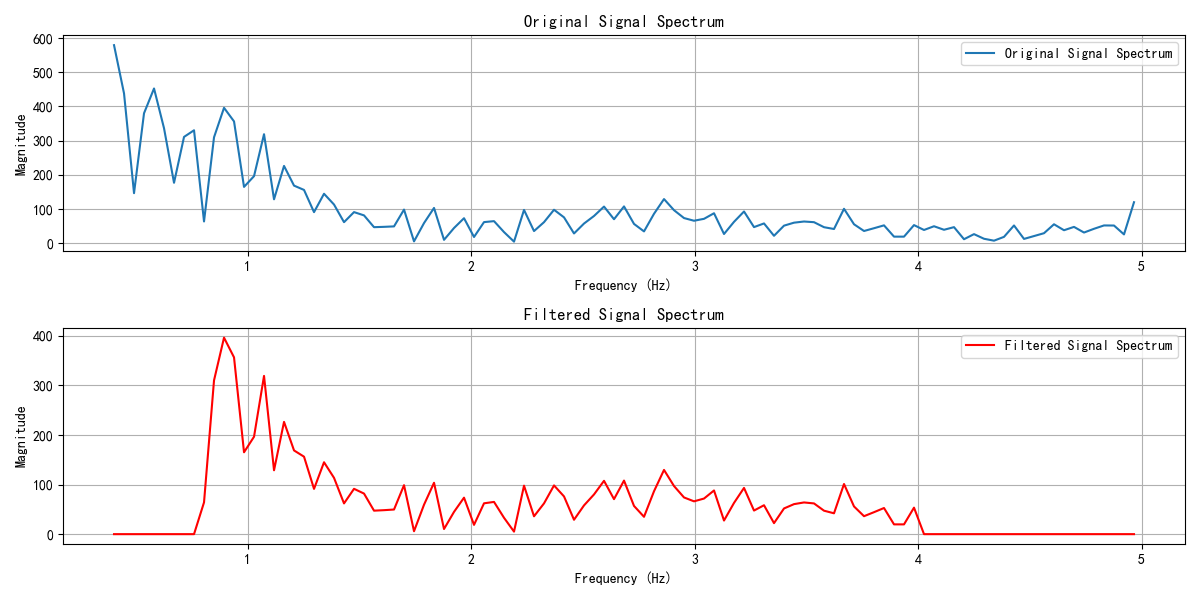 Original Signal Spectrum
600
500
400
300
200
100
0
Magnitude
Original Signal Spectrum
1
2
3
4
5
Frequency (Hz)
Filtered Signal Spectrum
400
300
200
100
0
Magnitude
Filtered Signal Spectrum
1
2
3
4
5
Frequency (Hz)